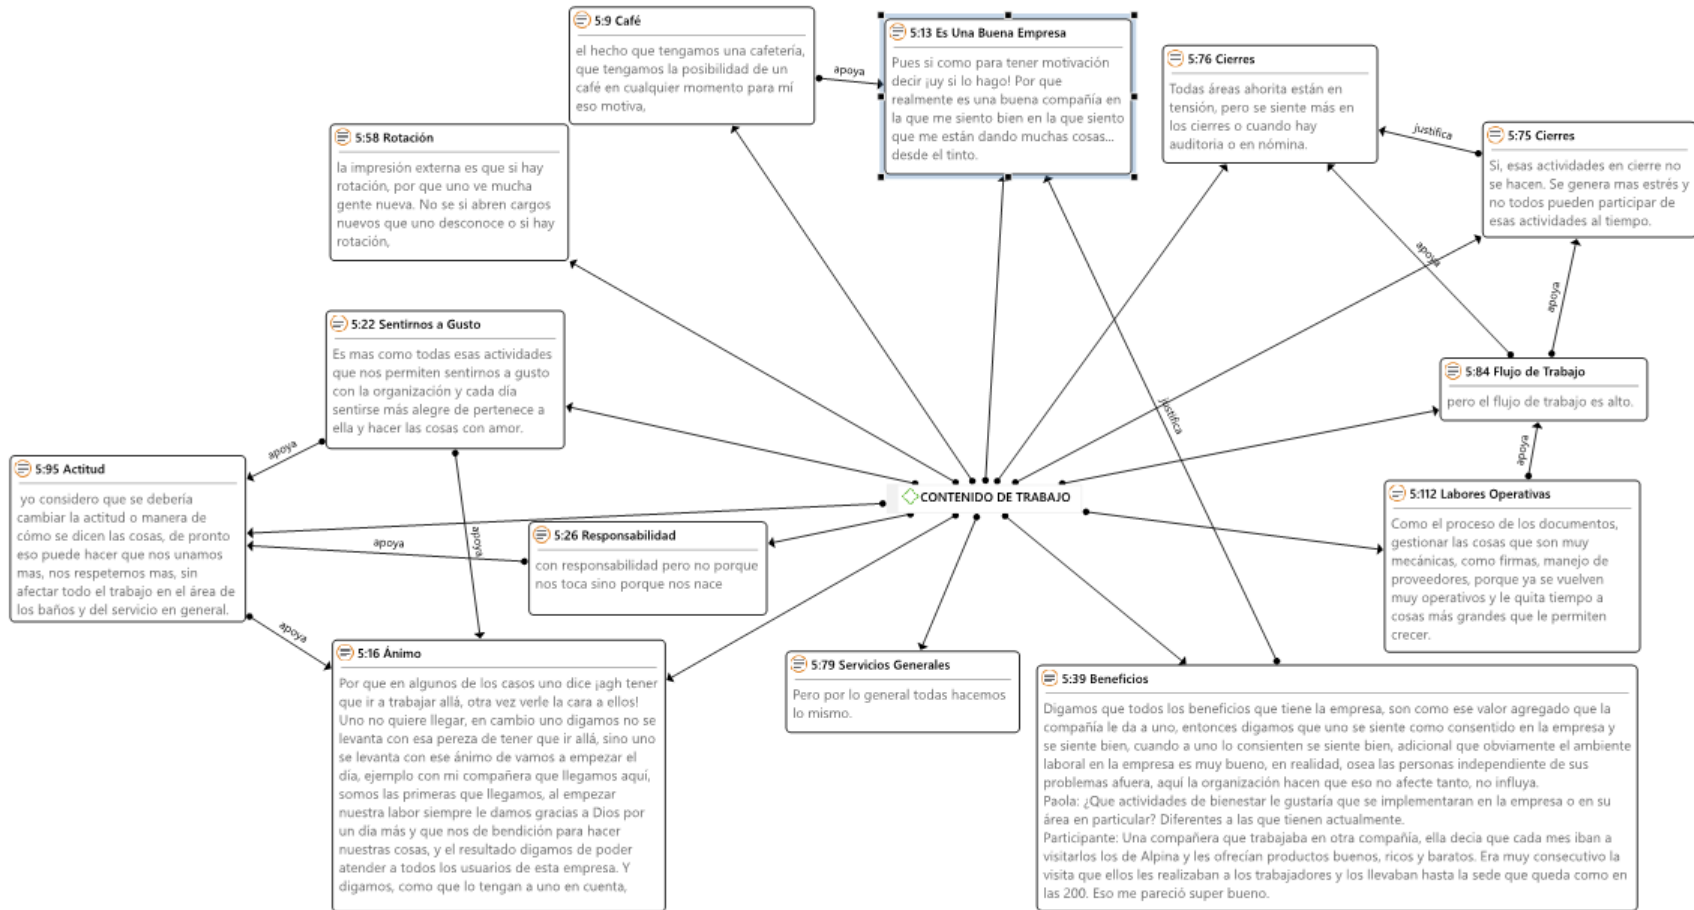 5:9 Café
el hecho que tengamos una cafetería,
que tengamos la posibilidad de un
café en cualquier momento para mí
eso motiva,
apoya
5:13 Es Una Buena Empresa
Pues si como para tener motivación
decir ¡uy si lo hago! Por que
realmente es una buena compañía en
la que me siento bien en la que siento
que me están dando muchas cosas...
desde el tinto.
5:76 Cierres
Todas áreas ahorita están en
tensión, pero se siente más en
los cierres o cuando hay
auditoria o en nómina.
justifica
5:75 Cierres
Si, esas actividades en cierre no
se hacen. Se genera mas estrés y
no todos pueden participar de
esas actividades al tiempo.
5:58 Rotación
la impresión externa es que si hay
rotación, por que uno ve mucha
gente nueva. No se si abren cargos
nuevos que uno desconoce o si hay
rotación,
apoya
apoya
5:22 Sentirnos a Gusto
Es mas como todas esas actividades
que nos permiten sentirnos a gusto
con la organización y cada día
sentirse más alegre de pertenece a
ella y hacer las cosas con amor.
5:84 Flujo de Trabajo
pero el flujo de trabajo es alto.
justifica
apoya
apoya
5:95 Actitud
yo considero que se debería
cambiar la actitud o manera de
cómo se dicen las cosas, de pronto
eso puede hacer que nos unamos
mas, nos respetemos mas, sin
afectar todo el trabajo en el área de
los baños y del servicio en general.
CONTENIDO DE TRABAJO
5:112 Labores Operativas
Como el proceso de los documentos,
gestionar las cosas que son muy
mecánicas, como firmas, manejo de
proveedores, porque ya se vuelven
muy operativos y le quita tiempo a
cosas más grandes que le permiten
crecer.
apoya
apoya
5:26 Responsabilidad
con responsabilidad pero no porque
nos toca sino porque nos nace
apoya
5:16 Ánimo
Por que en algunos de los casos uno dice ¡agh tener
que ir a trabajar allá, otra vez verle la cara a ellos!
Uno no quiere llegar, en cambio uno digamos no se
levanta con esa pereza de tener que ir allá, sino uno
se levanta con ese ánimo de vamos a empezar el
día, ejemplo con mi compañera que llegamos aquí,
somos las primeras que llegamos, al empezar
nuestra labor siempre le damos gracias a Dios por
un día más y que nos de bendición para hacer
nuestras cosas, y el resultado digamos de poder
atender a todos los usuarios de esta empresa. Y
digamos, como que lo tengan a uno en cuenta,
5:79 Servicios Generales
Pero por lo general todas hacemos
lo mismo.
5:39 Beneficios
Digamos que todos los beneficios que tiene la empresa, son como ese valor agregado que la
compañía le da a uno, entonces digamos que uno se siente como consentido en la empresa y
se siente bien, cuando a uno lo consienten se siente bien, adicional que obviamente el ambiente
laboral en la empresa es muy bueno, en realidad, osea las personas independiente de sus
problemas afuera, aquí la organización hacen que eso no afecte tanto, no influya.
Paola: ¿Que actividades de bienestar le gustaría que se implementaran en la empresa o en su
área en particular? Diferentes a las que tienen actualmente.
Participante: Una compañera que trabajaba en otra compañía, ella decia que cada mes iban a
visitarlos los de Alpina y les ofrecían productos buenos, ricos y baratos. Era muy consecutivo la
visita que ellos les realizaban a los trabajadores y los llevaban hasta la sede que queda como en
las 200. Eso me pareció super bueno.